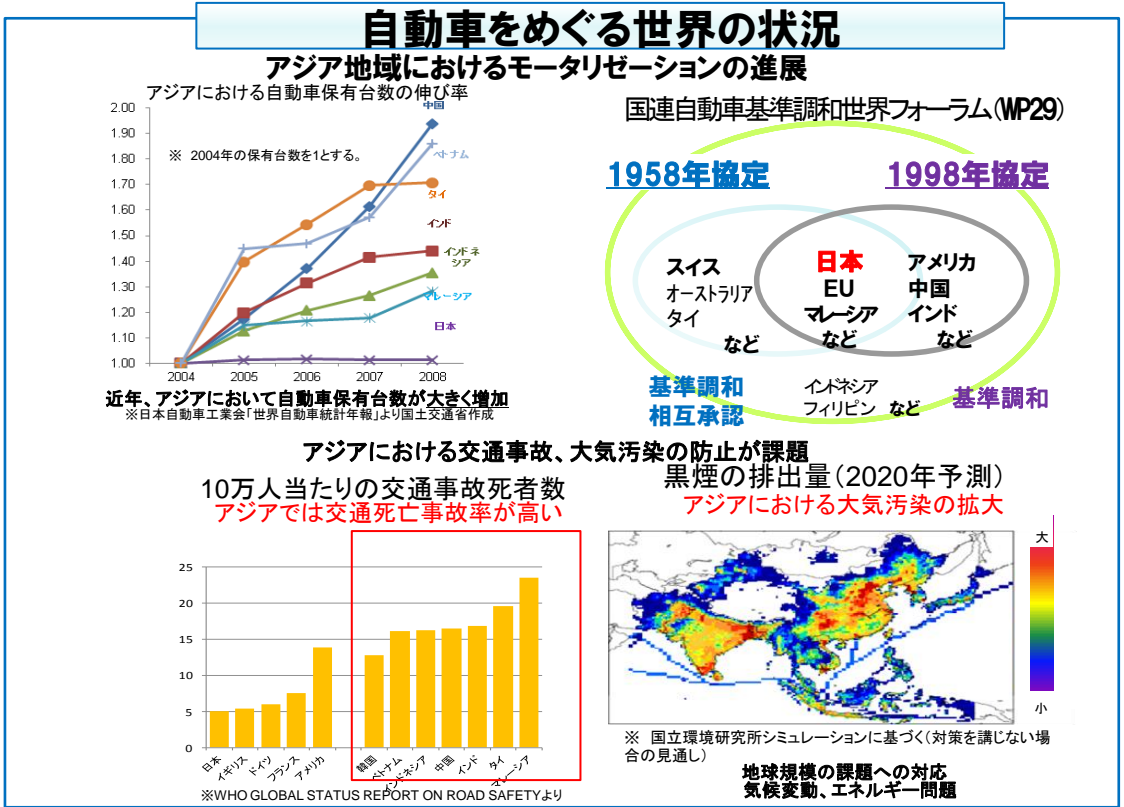 自動車をめぐる世界の状況
アジア地域におけるモータリゼーションの進展
アジアにおける自動車保有台数の伸び率
2.00
1.90
1.80
1.70
1.60
1.50
1.40
1.30
1.20
1.10
1.00
※ 2004年の保有台数を1とする。
中国
ベトナム
タイ
インド
インドネ
シア
マレーシア
日本
2004 2005 2006 2007 2008
近年、アジアにおいて自動車保有台数が大きく増加
※日本自動車工業会「世界自動車統計年報」より国土交通省作成
国連自動車基準調和世界フォーラム(WP29)
1958年協定
1998年協定
スイス
オーストラリア
タイ
など
日本
EU
マレーシア
など
アメリカ
中国
インド
など
基準調和
相互承認
インドネシア
フィリピン など
基準調和
アジアにおける交通事故、大気汚染の防止が課題
10万人当たりの交通事故死者数
アジアでは交通死亡事故率が高い
25
20
15
10
5
0
日本 イギリス ドイツ フランス アメリカ 韓国 ベトナム インドネシア 中国 インド タイ マレーシア
※WHO GLOBAL STATUS REPORT ON ROAD SAFETYより
黒煙の排出量(2020年予測)
アジアにおける大気汚染の拡大
大
小
※ 国立環境研究所シミュレーションに基づく(対策を講じない場
合の見通し)
地球規模の課題への対応
気候変動、エネルギー問題